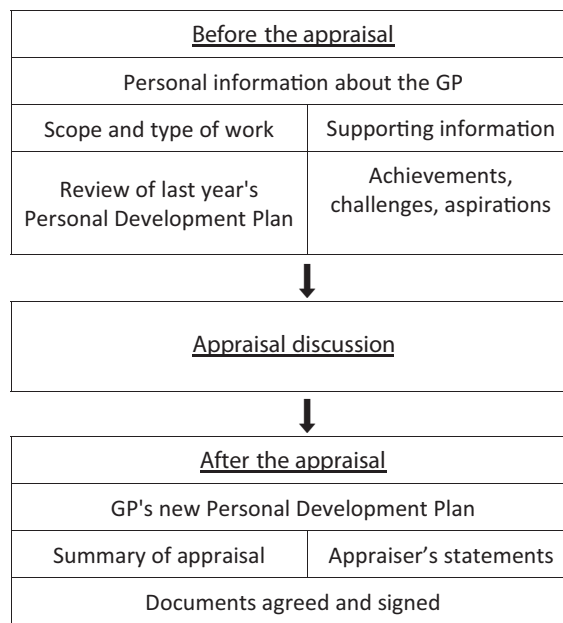 Before the appraisal
Personal information about the GP
Scope and type of work
Supporting information
Review of last year's
Personal Development Plan
Achievements,
challenges, aspirations
Appraisal discussion
After the appraisal
GP's new Personal Development Plan
Summary of appraisal
Appraiser’s statements
Documents agreed and signed